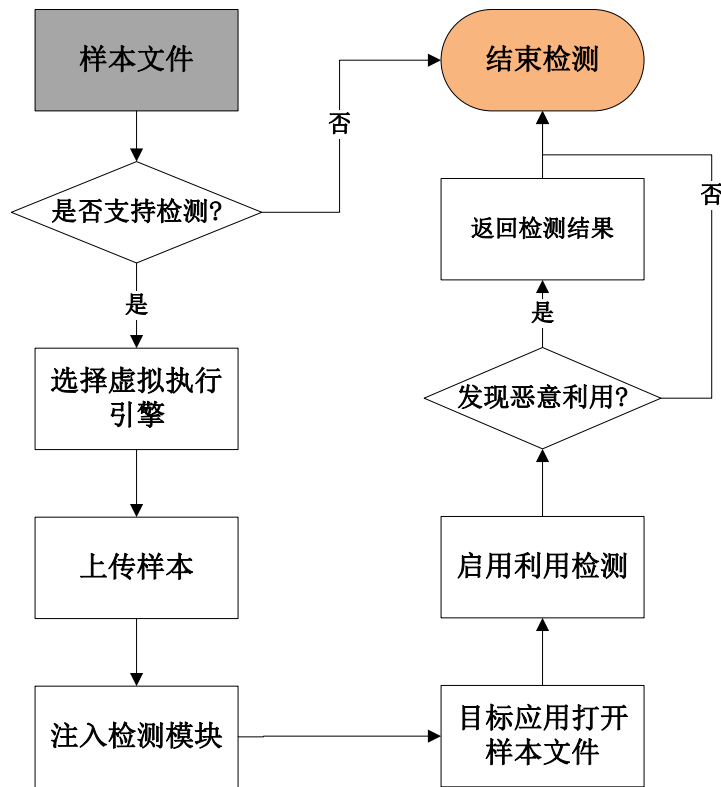 样本文件
是否支持检测?
否
是
选择虚拟执行
引擎
上传样本
注入检测模块
目标应用打开
样本文件
启用利用检测
发现恶意利用?
是
否
返回检测结果
结束检测